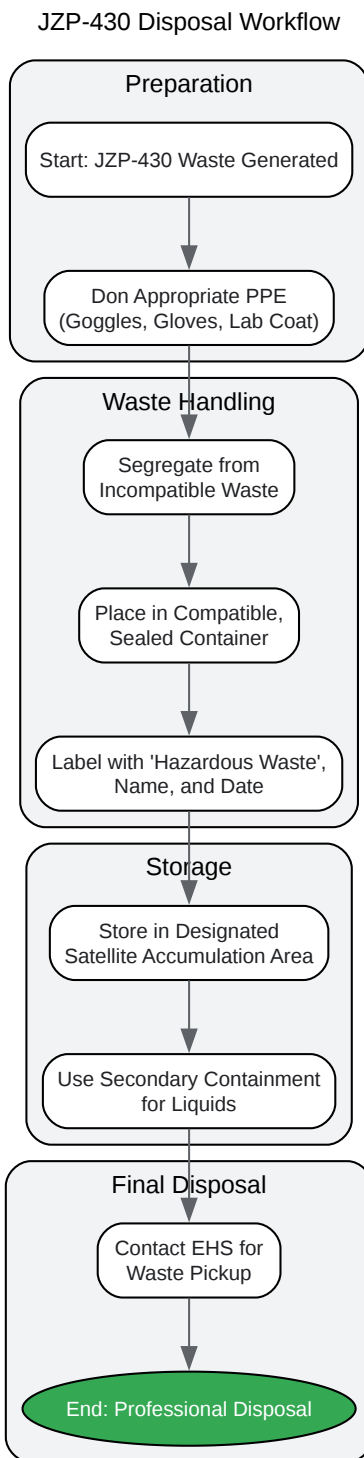 JZP-430 Disposal Workflow
Preparation
Start: JZP-430 Waste Generated
Don Appropriate PPE
(Goggles, Gloves, Lab Coat)
Waste Handling
Segregate from
Incompatible Waste
Place in Compatible,
Sealed Container
Label with 'Hazardous Waste',
Name, and Date
Storage
Store in Designated
Satellite Accumulation Area
Use Secondary Containment
for Liquids
Final Disposal
Contact EHS for
Waste Pickup
End: Professional Disposal